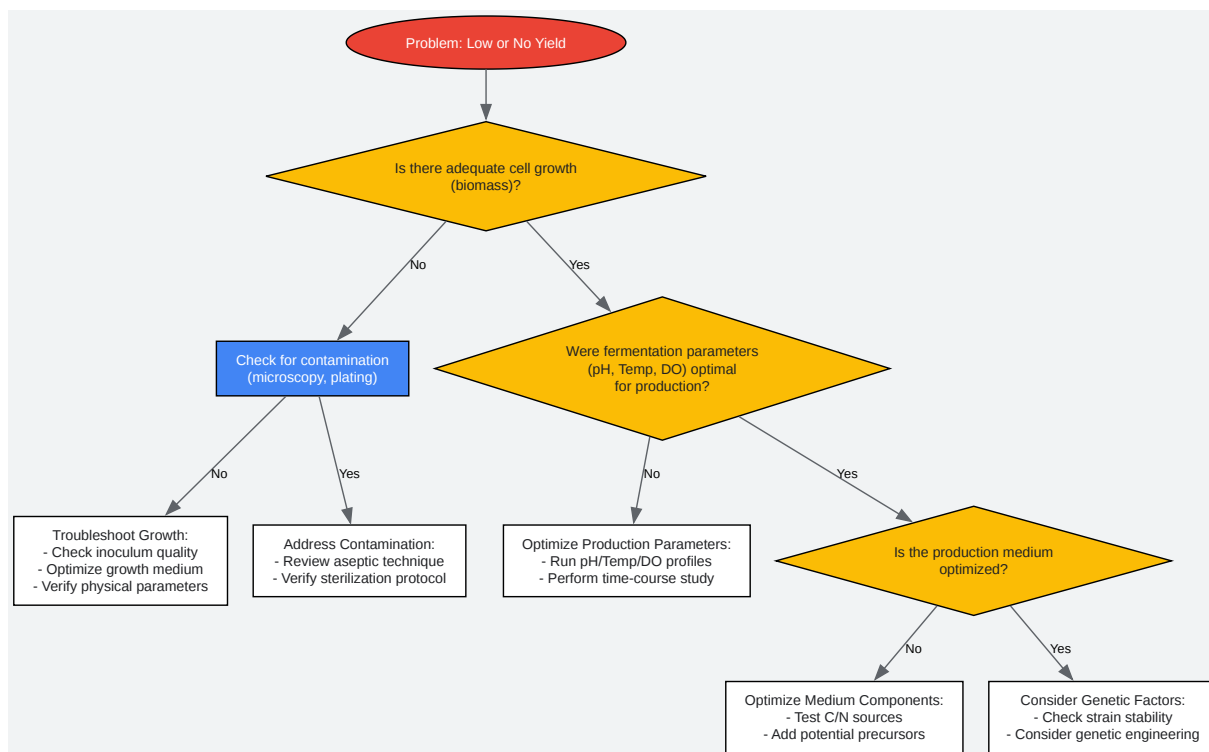 Problem: Low or No Yield
Is there adequate cell growth
(biomass)?
No
Yes
Check for contamination
(microscopy, plating)
Were fermentation parameters
(pH, Temp, DO) optimal
for production?
No
Yes
No
Yes
Troubleshoot Growth:
- Check inoculum quality
- Optimize growth medium
- Verify physical parameters
Address Contamination:
- Review aseptic technique
- Verify sterilization protocol
Optimize Production Parameters:
- Run pH/Temp/DO profiles
- Perform time-course study
Is the production medium
optimized?
No
Yes
Optimize Medium Components:
- Test C/N sources
- Add potential precursors
Consider Genetic Factors:
- Check strain stability
- Consider genetic engineering